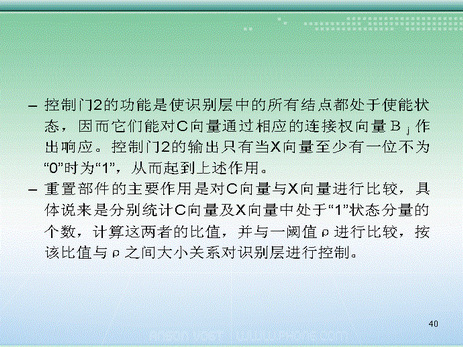 – 控制门2的功能是使识别层中的所有结点都处于使能状
态，因而它们能对C向量通过相应的连接权向量Bj作
出响应。控制门2的输出只有当X向量至少有一位不为
“0”时为“1”，从而起到上述作用。
– 重置部件的主要作用是对C向量与X向量进行比较，具
体说来是分别统计C向量及X向量中处于“1”状态分量的
个数，计算这两者的比值，并与一阈值ρ进行比较，按
该比值与ρ之间大小关系对识别层进行控制。
40